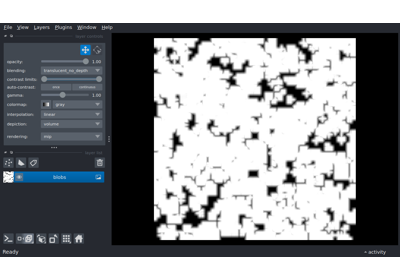 File View Layers Plugins Window Help
opacity: 1.00
blending: translucent_no_depth
contrast limits:
auto-contrast: once continuous
gamma: 1.00
colormap: gray
interpolation: linear
depiction: volume
rendering: mip
blobs
Ready activity